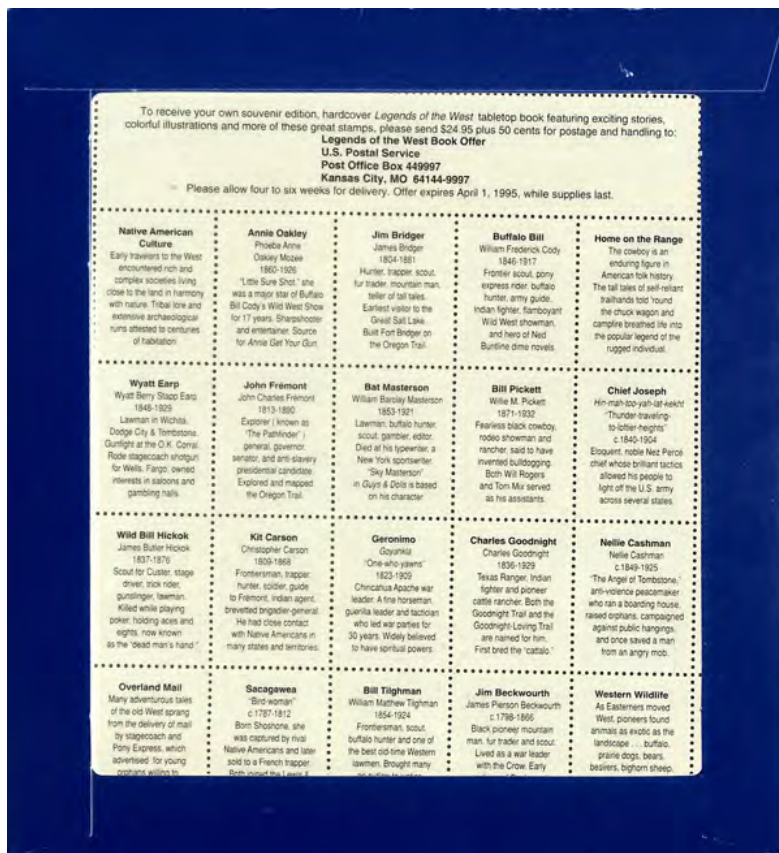 To receive your own souvenir edition, hardcover Legends of the West tabletop book featuring exciting stories,
colorful illustrations and more of these great stamps, please send $24.95 plus 50 cents for postage and handling to:
Legends of the West Book Offer
U.S. Postal Service
Post Office Box 449997
Kansas City, MO 64144-9997
Please allow four to six weeks for delivery. Offer expires April 1, 1995, while supplies last.
Native American
Culture
Early travelers to the West
encountered rich and
complex societies living
close to the land in harmony
with nature. Tribal lore and
extensive archaeological
ruins attested to centuries
of habitation.
Annie Oakley
Phoebe Anne
Oakley Mozee
1860-1926
"Little Sure Shot," she
was a major star of Buffalo
Bill Cody's Wild West Show
for 17 years. Sharpshooter
and entertainer. Source
for Annie Get Your Gun.
Jim Bridger
James Bridger
1804-1881
Hunter, trapper, scout,
fur trader, mountain man,
teller of tall tales.
Earliest visitor to the
Great Salt Lake.
Built Fort Bridger on
the Oregon Trail.
Buffalo Bill
William Frederick Cody
1846-1917
Frontier scout, pony
express rider, buffalo
hunter, army guide,
Indian fighter, flamboyant
Wild West showman,
and hero of Ned
Buntline dime novels.
Home on the Range
The cowboy is an
enduring figure in
American folk history.
The tall tales of self-reliant
trailhands told 'round
the chuck wagon and
campfire breathed life into
the popular legend of the
rugged individual.
Wyatt Earp
Wyatt Berry Stapp Earp
1848-1929
Lawman in Wichita,
Dodge City & Tombstone.
Gunfight at the O.K. Corral.
Rode stagecoach shotgun
for Wells, Fargo, owned
interests in saloons and
gambling halls.
John Frémont
John Charles Frémont
1813-1890
Explorer ( known as
"The Pathfinder" )
general, governor,
senator, and anti-slavery
presidential candidate.
Explored and mapped
the Oregon Trail.
Bat Masterson
William Barclay Masterson
1853-1921
Lawman, buffalo hunter,
scout, gambler, editor.
Died at his typewriter, a
New York sportswriter.
"Sky Masterson"
in Guys & Dolls is based
on his character.
Bill Pickett
Willie M. Pickett
1871-1932
Fearless black cowboy,
rodeo showman and
rancher, said to have
invented bulldogging.
Both Will Rogers
and Tom Mix served
as his assistants.
Chief Joseph
Hin-mah-too-yah-lat-kekht
"Thunder-traveling-
to-loftier-heights"
c.1840-1904
Eloquent, noble Nez Percé
chief whose brilliant tactics
allowed his people to
fight off the U.S. army
across several states.
Wild Bill Hickok
James Butler Hickok
1837-1876
Scout for Custer, stage
driver, trick rider,
gunslinger, lawman.
Killed while playing
poker, holding aces and
eights, now known
as the "dead man's hand."
Kit Carson
Christopher Carson
1809-1868
Frontiersman, trapper,
hunter, soldier, guide
to Frémont, Indian agent,
brevetted brigadier-general.
He had close contact
with Native Americans in
many states and territories.
Geronimo
Goyunkla
"One-who-yawns"
1823-1909
Chiricahua Apache war
leader. A fine horseman,
guerilla leader and tactician
who led war parties for
30 years. Widely believed
to have spiritual powers.
Charles Goodnight
Charles Goodnight
1836-1929
Texas Ranger, Indian
fighter and pioneer
cattle rancher. Both the
Goodnight Trail and the
Goodnight-Loving Trail
are named for him.
First bred the "cattalo."
Nellie Cashman
Nellie Cashman
c.1849-1925
"The Angel of Tombstone,"
anti-violence peacemaker
who ran a boarding house,
raised orphans, campaigned
against public hangings,
and once saved a man
from an angry mob.
Overland Mail
Many adventurous tales
of the old West sprang
from the delivery of mail
by stagecoach and
Pony Express, which
advertised for young
orphans willing to
Sacagawea
"Bird-woman"
c.1787-1812
Born Shoshone, she
was captured by rival
Native Americans and later
sold to a French trapper.
Both joined the Lewis &
Bill Tilghman
William Matthew Tilghman
1854-1924
Frontiersman, scout,
buffalo hunter and one of
the best old-time Western
lawmen. Brought many
Jim Beckwourth
James Pierson Beckwourth
c.1798-1866
Black pioneer mountain
man, fur trader and scout.
Lived as a war leader
with the Crow. Early
Western Wildlife
As Easterners moved
West, pioneers found
animals as exotic as the
landscape . . . buffalo,
prairie dogs, bears,
beavers, bighorn sheep,